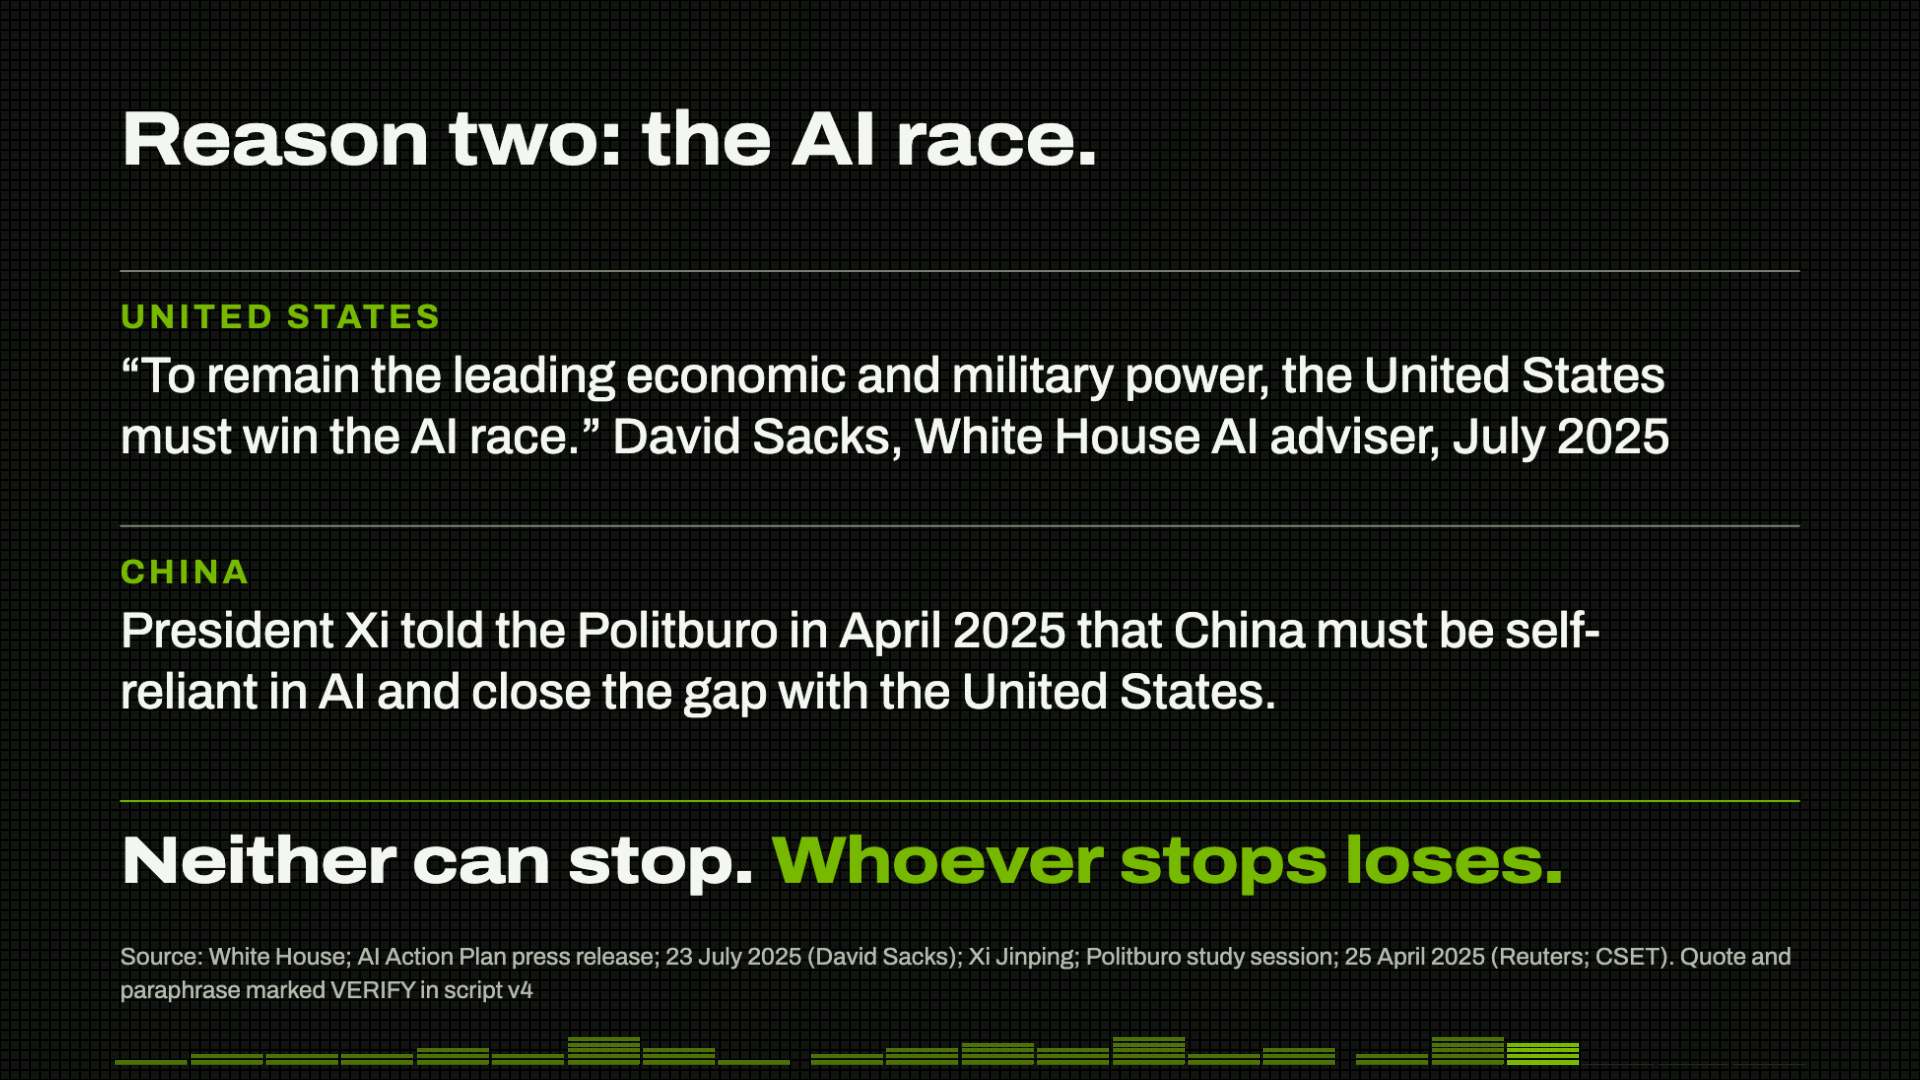 Reason two: the AI race.
UNITED STATES
“To remain the leading economic and military power, the United States
must win the AI race.” David Sacks, White House AI adviser, July 2025
CHINA
President Xi told the Politburo in April 2025 that China must be self-
reliant in AI and close the gap with the United States.
Neither can stop. Whoever stops loses.
Source: White House; AI Action Plan press release; 23 July 2025 (David Sacks); Xi Jinping; Politburo study session; 25 April 2025 (Reuters; CSET). Quote and
paraphrase marked VERIFY in script v4